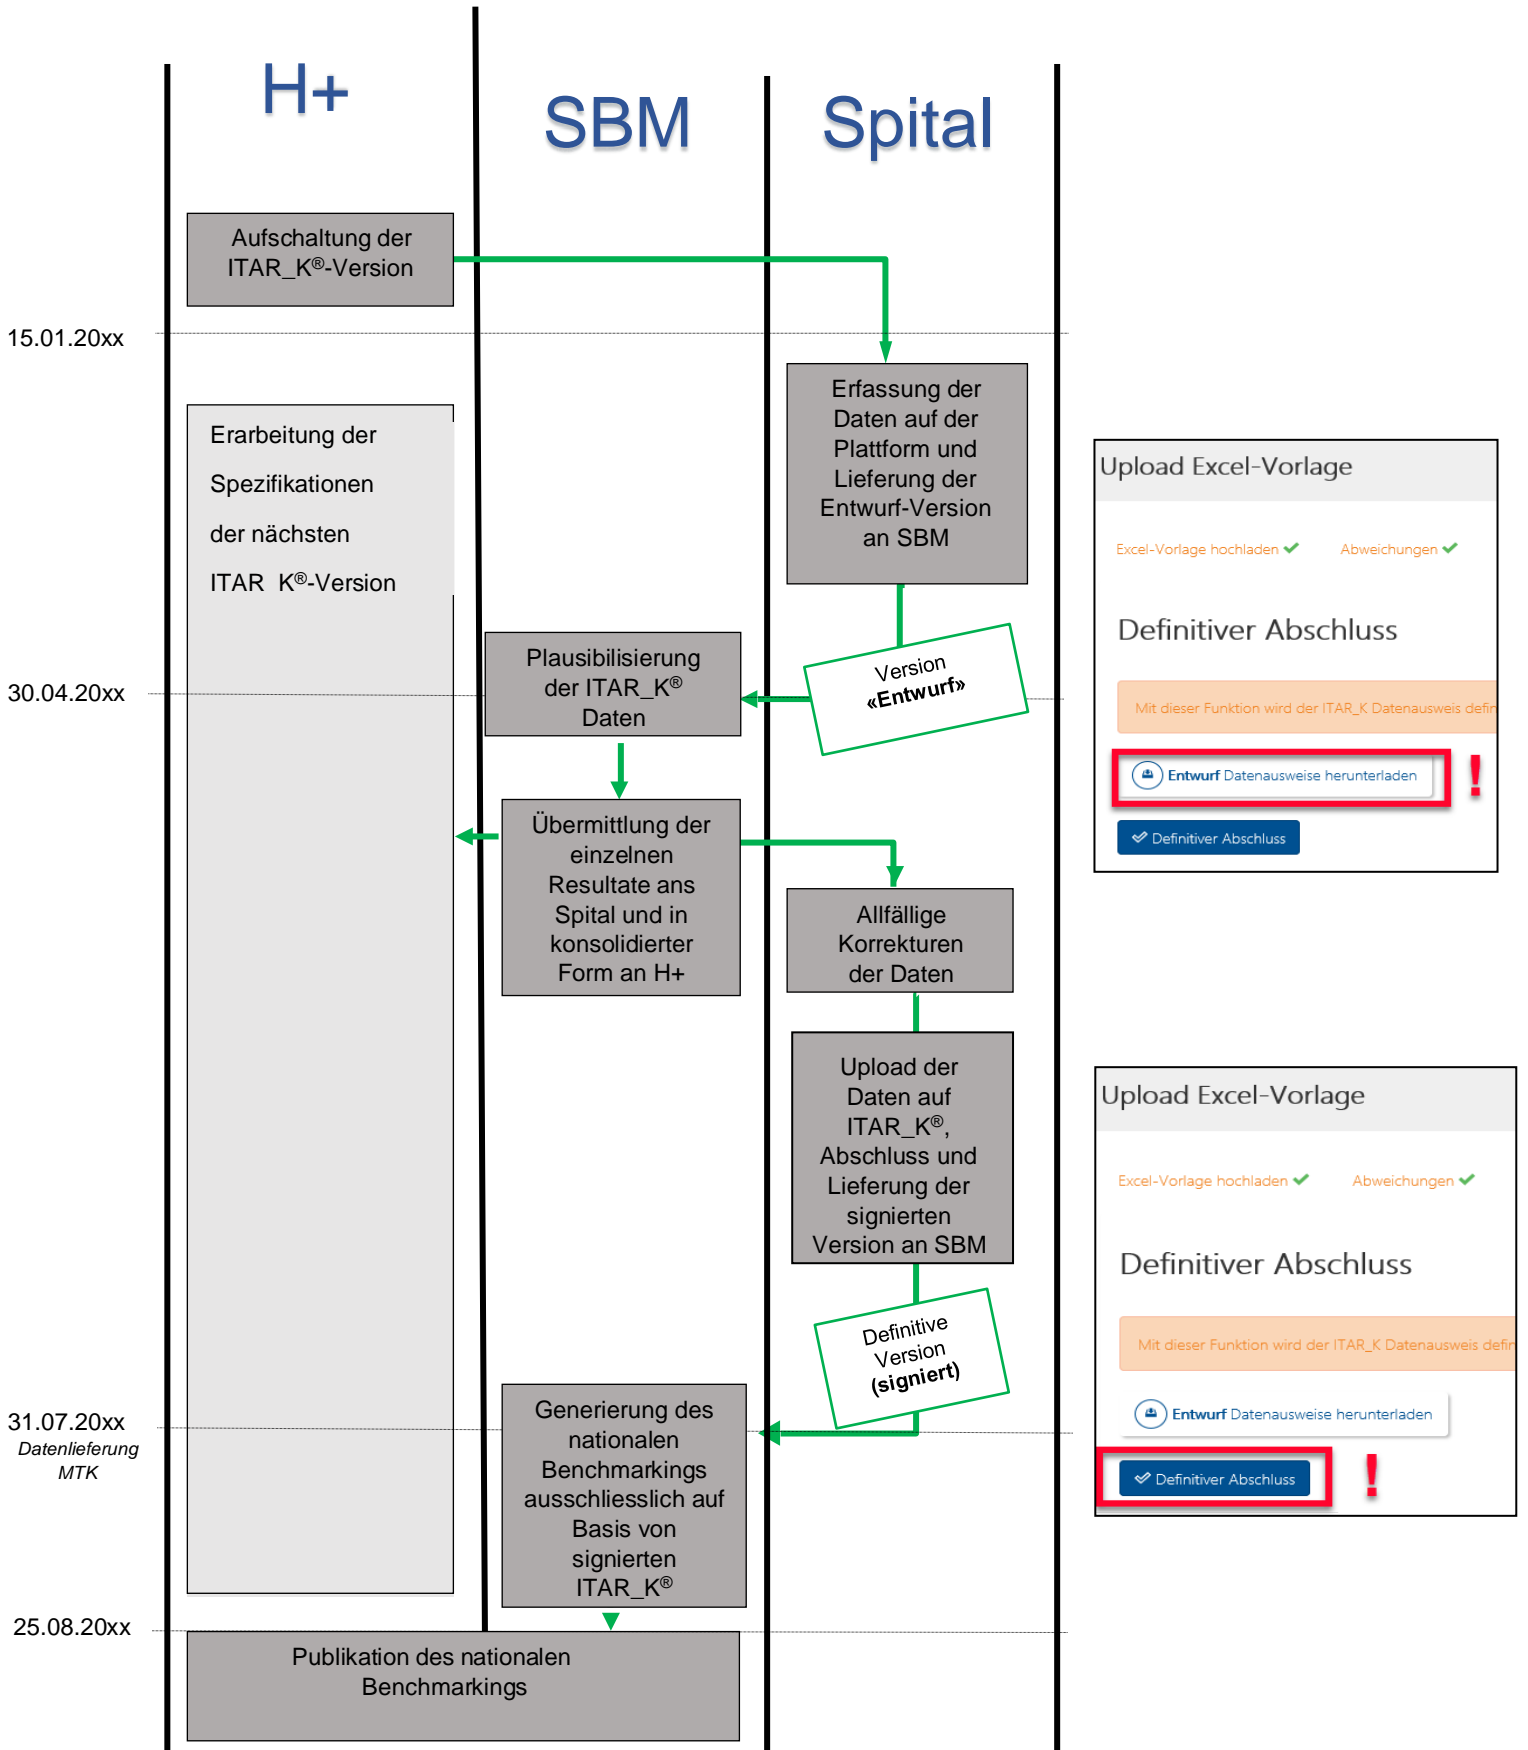 H+
SBM
Spital
Aufschaltung der
ITAR_K®-Version
15.01.20xx
Erfassung der
Daten auf der
Plattform und
Lieferung der
Entwurf-Version
an SBM
Erarbeitung der
Spezifikationen
der nächsten
ITAR K®-Version
Upload Excel-Vorlage
Excel-Vorlage hochladen ✔ Abweichungen ✔
Definitiver Abschluss
Mit dieser Funktion wird der ITAR_K Datenausweis defin
Entwurf Datenausweise herunterladen
!
Definitiver Abschluss
Version
«Entwurf»
30.04.20xx
Plausibilisierung
der ITAR_K®
Daten
Übermittlung der
einzelnen
Resultate ans
Spital und in
konsolidierter
Form an H+
Allfällige
Korrekturen
der Daten
Upload der
Daten auf
ITAR_K®,
Abschluss und
Lieferung der
signierten
Version an SBM
Upload Excel-Vorlage
Excel-Vorlage hochladen ✔ Abweichungen ✔
Definitiver Abschluss
Mit dieser Funktion wird der ITAR_K Datenausweis defin
Entwurf Datenausweise herunterladen
Definitiver Abschluss
!
Definitive
Version
(signiert)
31.07.20xx
Datenlieferung
MTK
Generierung des
nationalen
Benchmarkings
ausschliesslich auf
Basis von
signierten
ITAR_K®
25.08.20xx
Publikation des nationalen
Benchmarkings